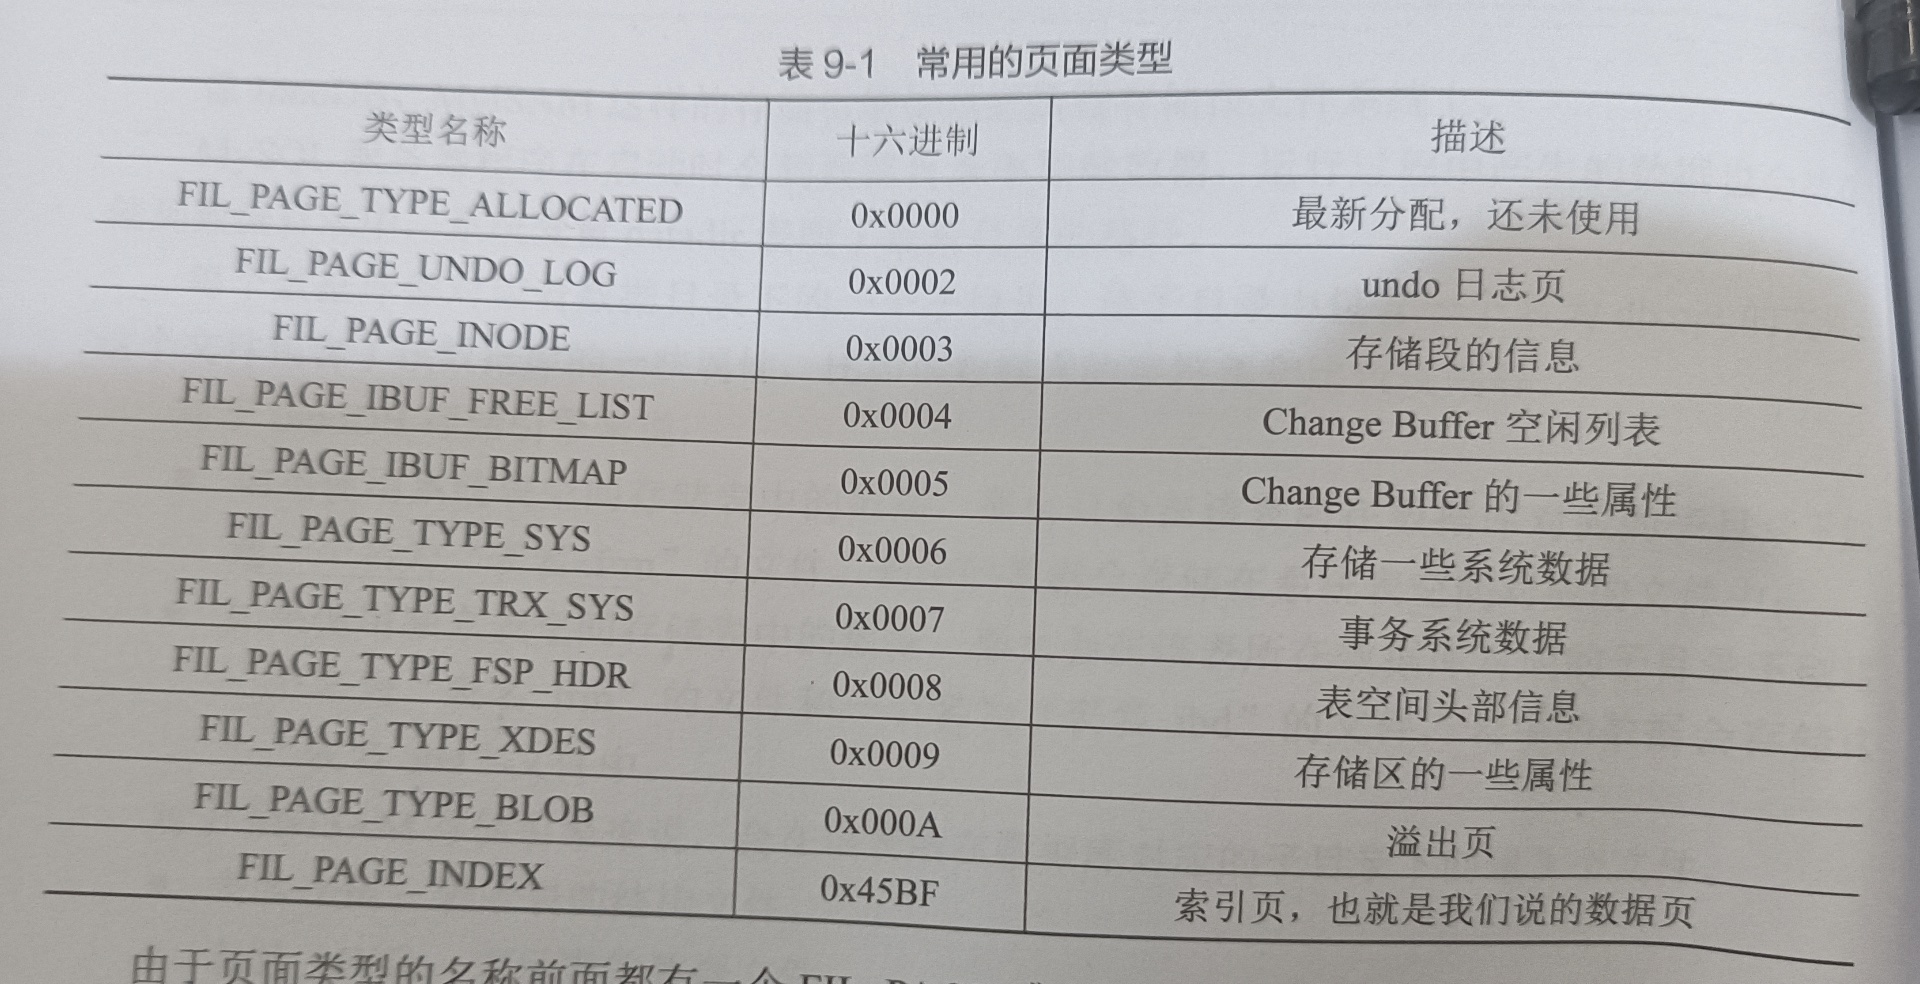 表 9-1 常用的页面类型
类型名称 十六进制 描述
FIL_PAGE_TYPE_ALLOCATED 0x0000 最新分配，还未使用
FIL_PAGE_UNDO_LOG 0x0002 undo 日志页
FIL_PAGE_INODE 0x0003 存储段的信息
FIL_PAGE_IBUF_FREE_LIST 0x0004 Change Buffer 空闲列表
FIL_PAGE_IBUF_BITMAP 0x0005 Change Buffer 的一些属性
FIL_PAGE_TYPE_SYS 0x0006 存储一些系统数据
FIL_PAGE_TYPE_TRX_SYS 0x0007 事务系统数据
FIL_PAGE_TYPE_FSP_HDR 0x0008 表空间头部信息
FIL_PAGE_TYPE_XDES 0x0009 存储区的一些属性
FIL_PAGE_TYPE_BLOB 0x000A 溢出页
FIL_PAGE_INDEX 0x45BF 索引页，也就是我们说的数据页
由于页面类型的名称前面都有一个